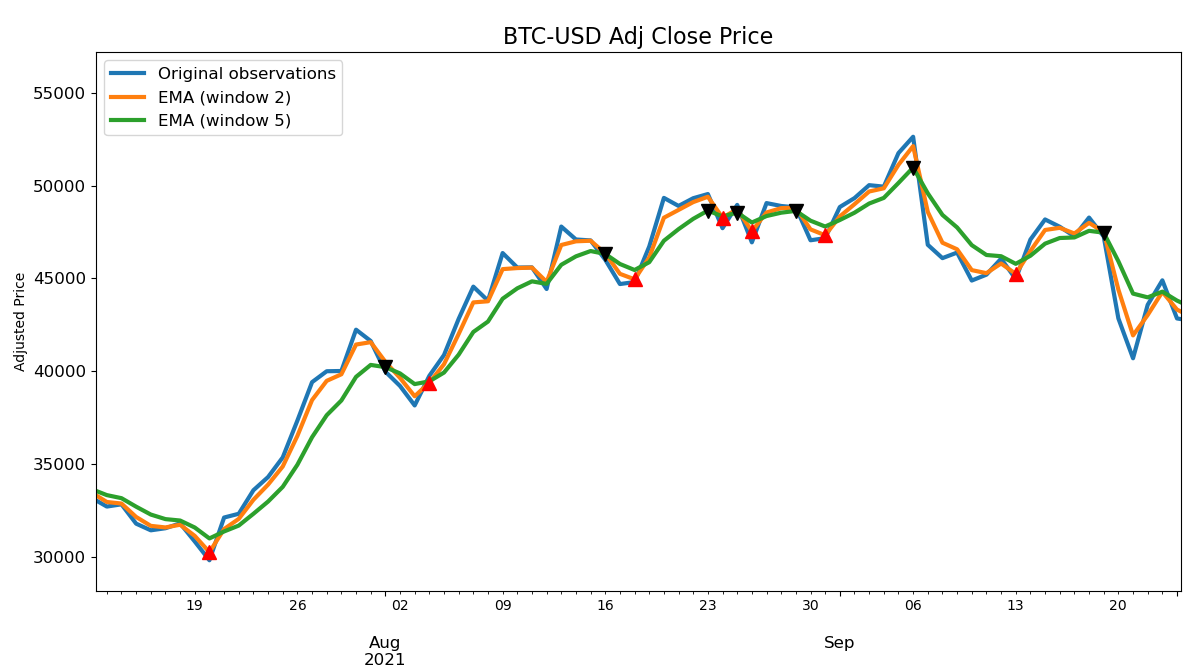 BTC-USD Adj Close Price
Original observations
EMA (window 2)
EMA (window 5)
Adjusted Price
55000
50000
45000
40000
35000
30000
19 26 02 09 16 23 30 06 13 20
Aug Sep
2021